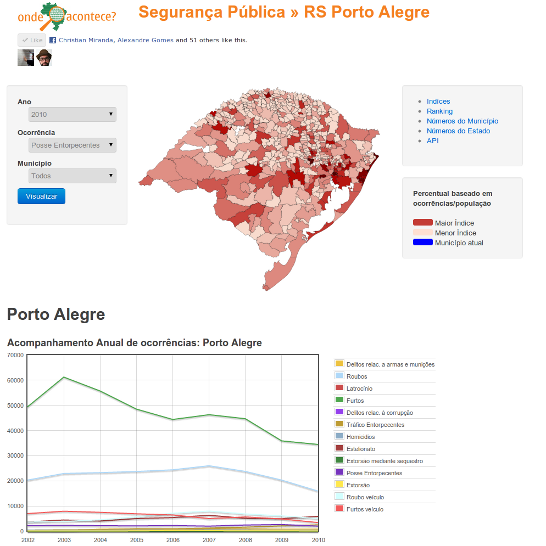 onde acontece?
Segurança Pública » RS Porto Alegre
Like
Christian Miranda, Alexandre Gomes and 51 others like this.
Ano
2010
Ocorrência
Posse Entorpecentes
Município
Todos
Visualizar
Indices
Ranking
Números do Município
Números do Estado
API
Percentual baseado em
ocorrências/população
Maior Índice
Menor Índice
Município atual
Porto Alegre
Acompanhamento Anual de ocorrências: Porto Alegre
70000
60000
50000
40000
30000
20000
10000
0
2002 2003 2004 2005 2006 2007 2008 2009 2010
Delitos relac. a armas e munições
Roubos
Latrocínio
Furtos
Delitos relac. à corrupção
Tráfico Entorpecentes
Homicídios
Estelionato
Extorsão mediante sequestro
Posse Entorpecentes
Extorsão
Roubo veículo
Furtos veículo